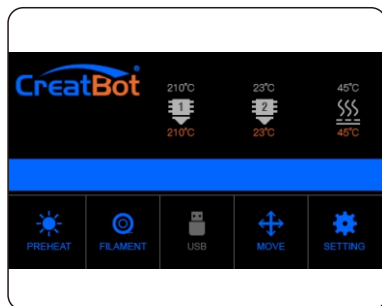 CreatBot
210°C 23°C 45°C
1 2
210°C 23°C 45°C
PREHEAT FILAMENT USB MOVE SETTING